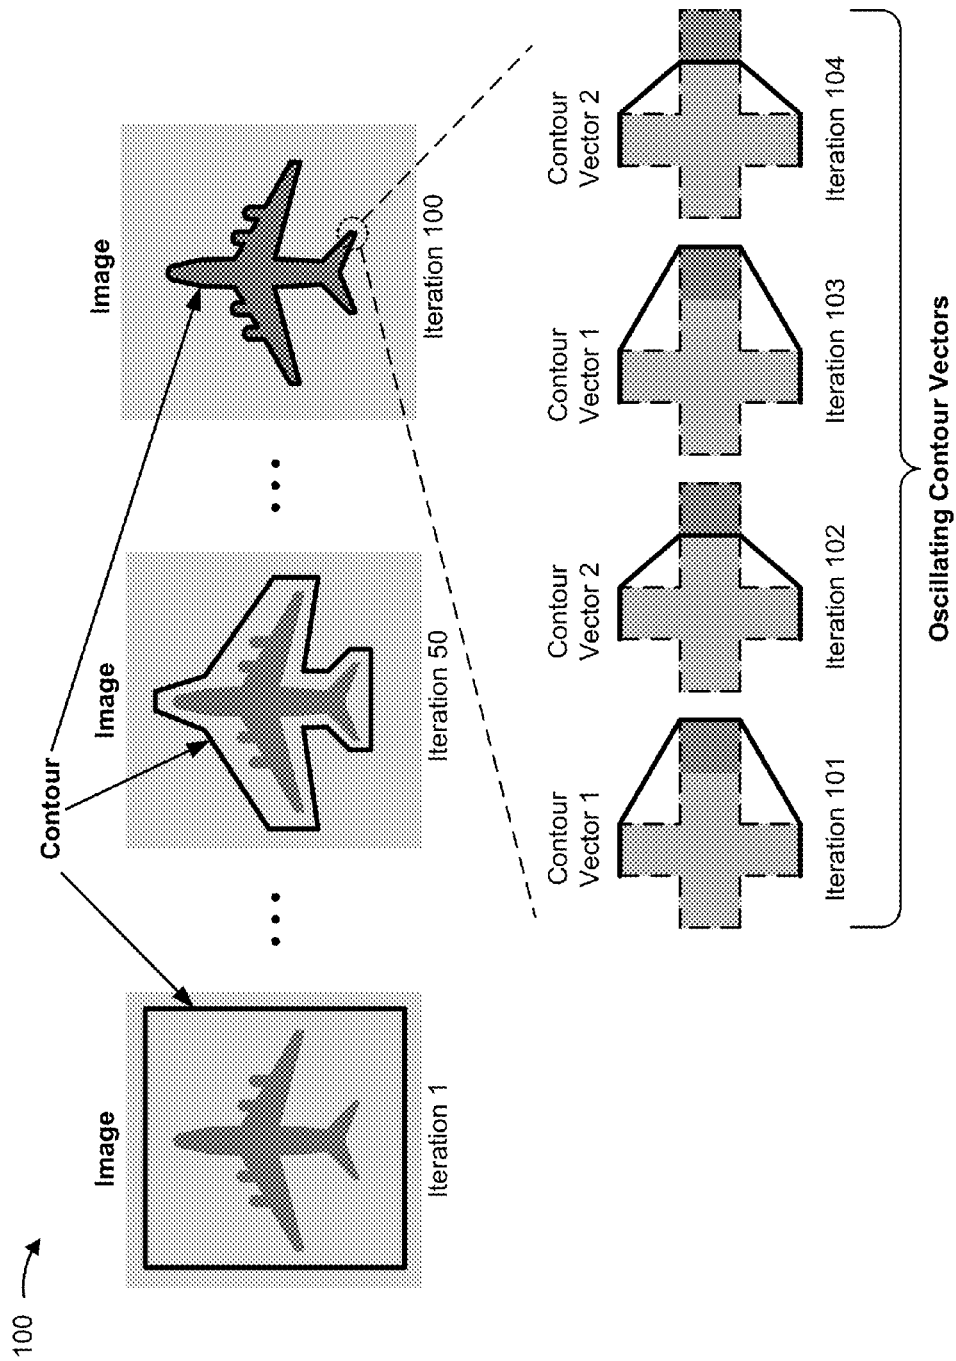 100
Contour
Image
Image
Image
Iteration 1
Iteration 50
Iteration 100
Contour
Vector 1
Contour
Vector 2
Contour
Vector 1
Contour
Vector 2
Iteration 101
Iteration 102
Iteration 103
Iteration 104
Oscillating Contour Vectors